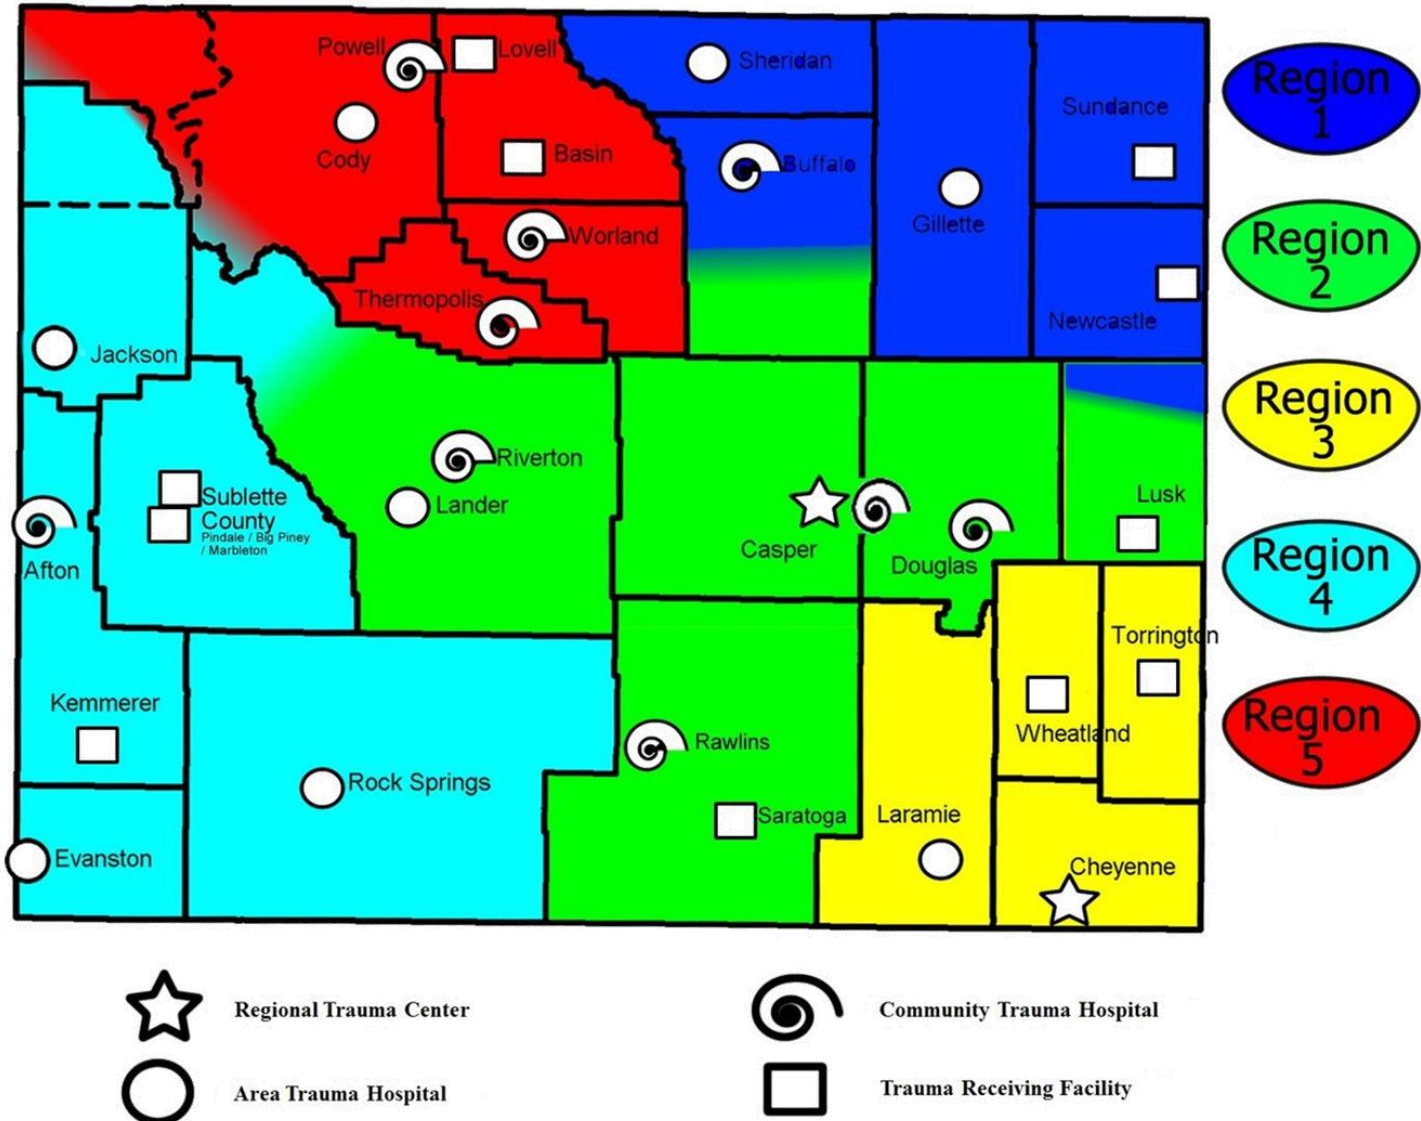 Powell
Lovell
Sheridan
Region
1
Sundance
Cody
Basin
Buffalo
Gillette
Worland
Region
2
Thermopolis
Newcastle
Jackson
Region
3
Riverton
Lander
Sublette
County
Pindale / Big Piney
/ Marbleton
Lusk
Casper
Douglas
Afton
Region
4
Torrington
Kemmerer
Rawlins
Wheatland
Region
5
Rock Springs
Saratoga
Laramie
Evanston
Cheyenne
Regional Trauma Center
Community Trauma Hospital
Area Trauma Hospital
Trauma Receiving Facility